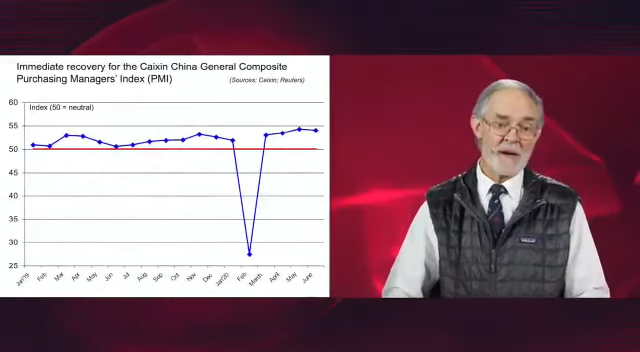 Immediate recovery for the Caixin China General Composite
Purchasing Managers' Index (PMI)
(Sources: Caixin; Reuters)
Index (50 = neutral)
60
55
50
45
40
35
30
25
Jan'19 Feb Mar Apr May Jun Jul Aug Sep Oct Nov Dec Jan'20 Feb March April May June
patagonia